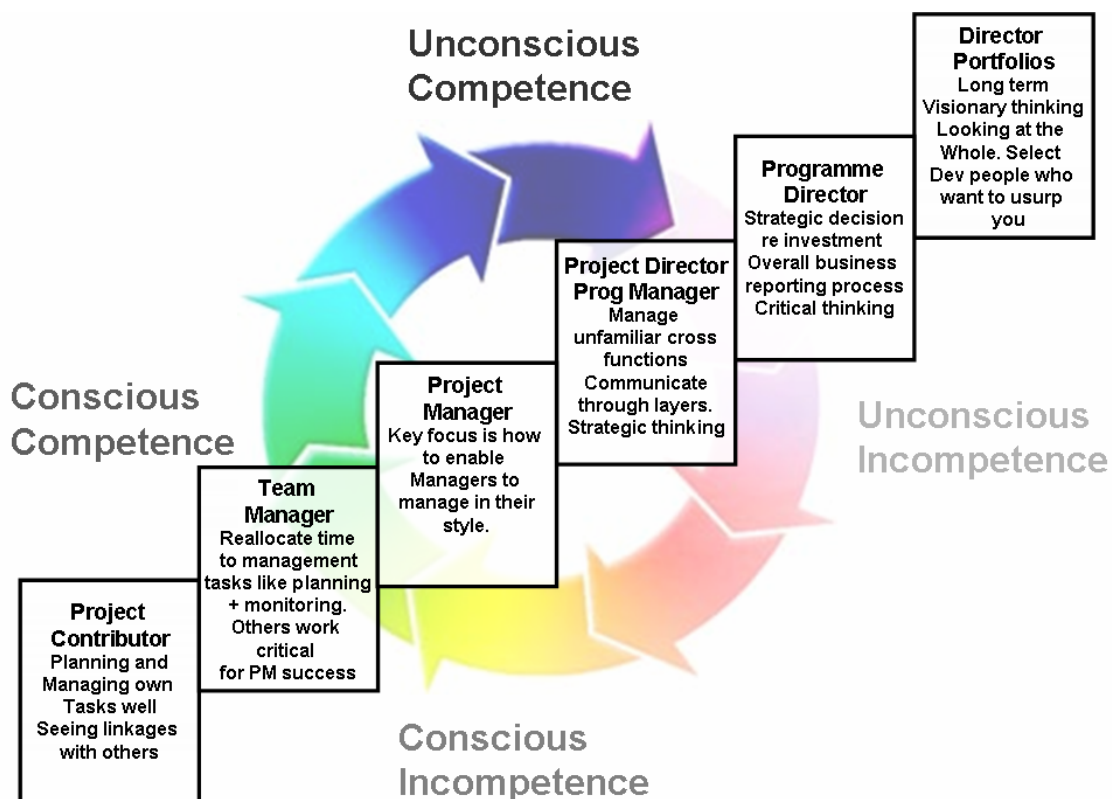 Unconscious
Competence
Director
Portfolios
Long term
Visionary thinking
Looking at the
Whole. Select
Dev people who
want to usurp
you
Programme
Director
Strategic decision
re investment
Overall business
reporting process
Critical thinking
Project Director
Prog Manager
Manage
unfamiliar cross
functions
Communicate
through layers.
Strategic thinking
Conscious
Competence
Project
Manager
Key focus is how
to enable
Managers to
manage in their
style.
Unconscious
Incompetence
Team
Manager
Reallocate time
to management
tasks like planning
+ monitoring.
Others work
critical
for PM success
Project
Contributor
Planning and
Managing own
Tasks well
Seeing linkages
with others
Conscious
Incompetence